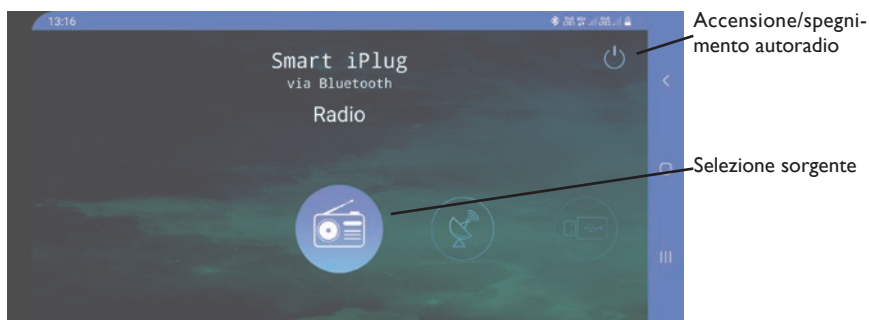 13:16
Accensione/spegni-
mento autoradio
Smart iPlug
via Bluetooth
Radio
Selezione sorgente